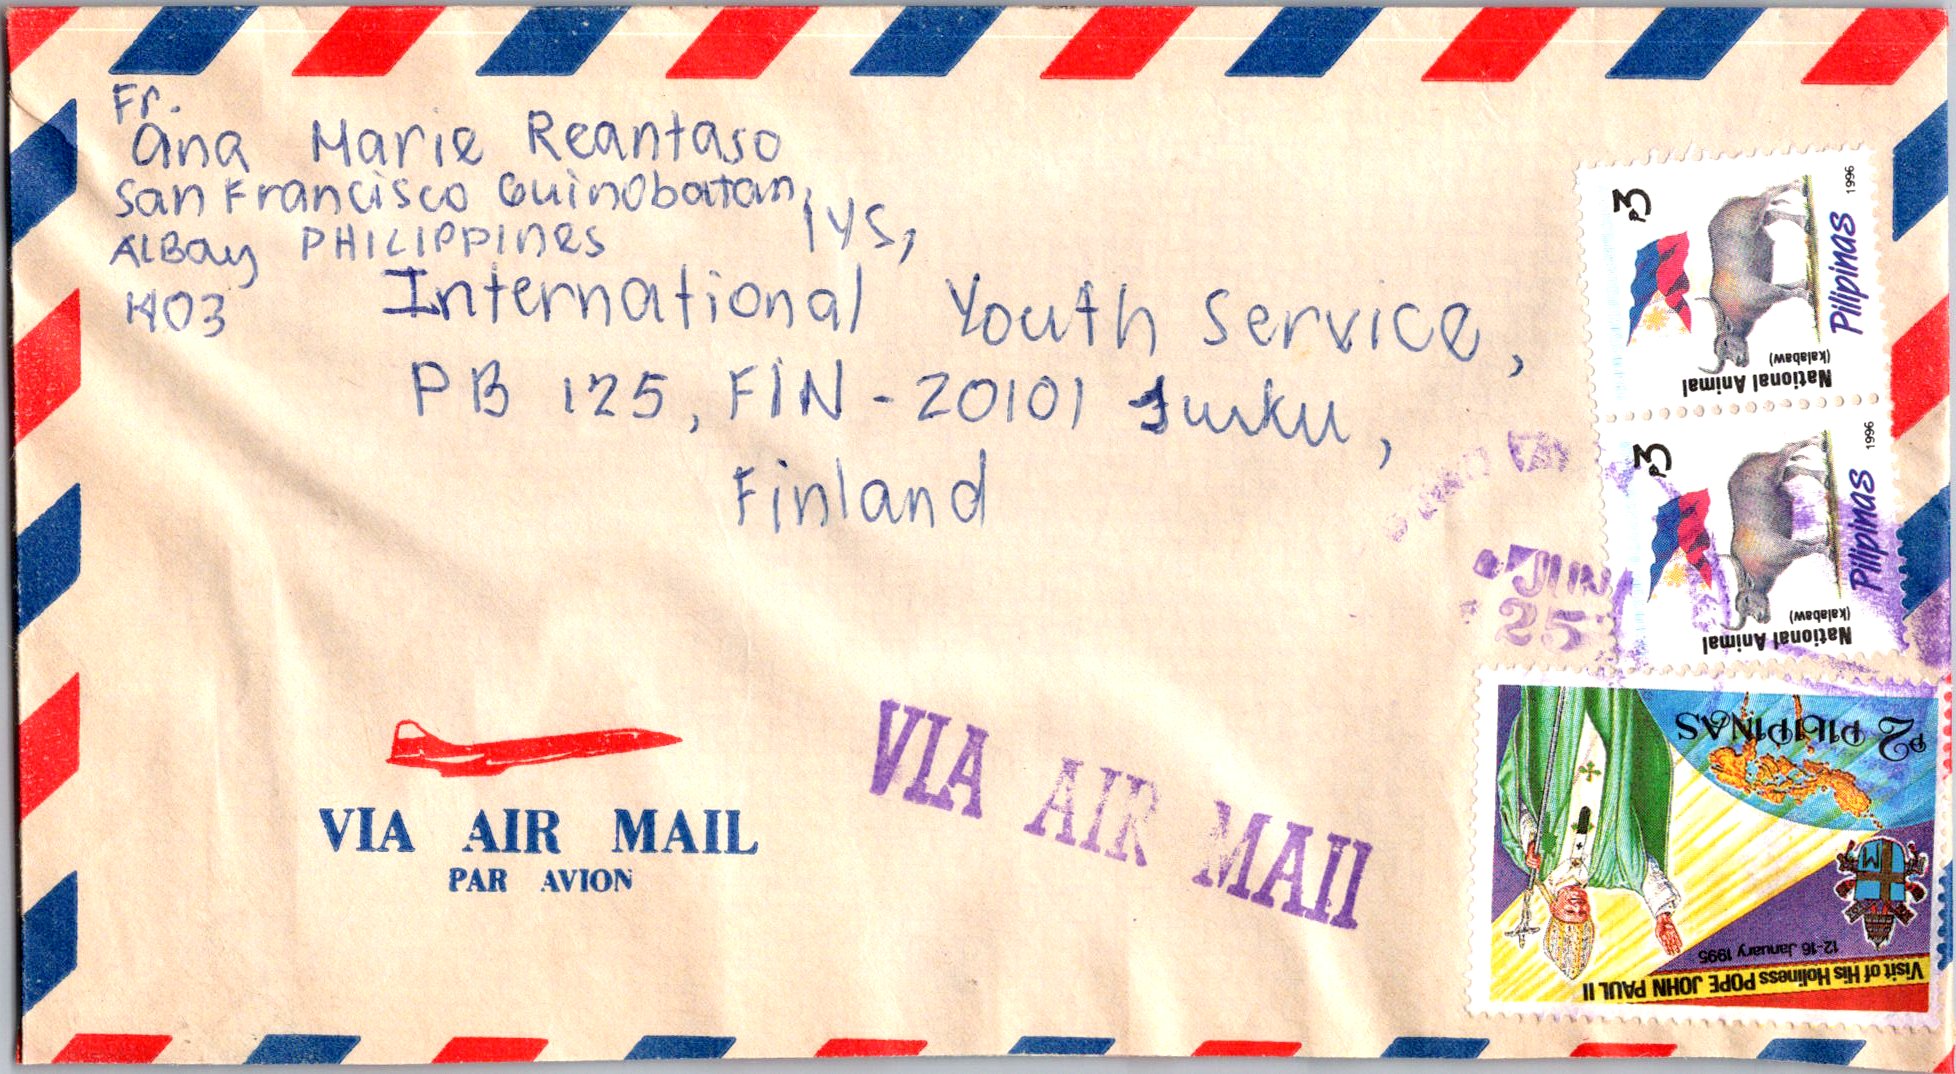 Fr.
Ana Marie Reantaso
San Francisco Guinobatan,
Albay PHILIPPINES
1403
IYS,
International Youth Service,
PB 125, FIN - 20101 Turku,
Finland
₱3
1996
Pilipinas
National Animal
(kalabaw)
₱3
1996
Pilipinas
National Animal
(kalabaw)
JUN
25
₱2 PILIPINAS
12-16 January 1995
Visit of His Holiness POPE JOHN PAUL II
VIA AIR MAIL
PAR AVION
VIA AIR MAIL